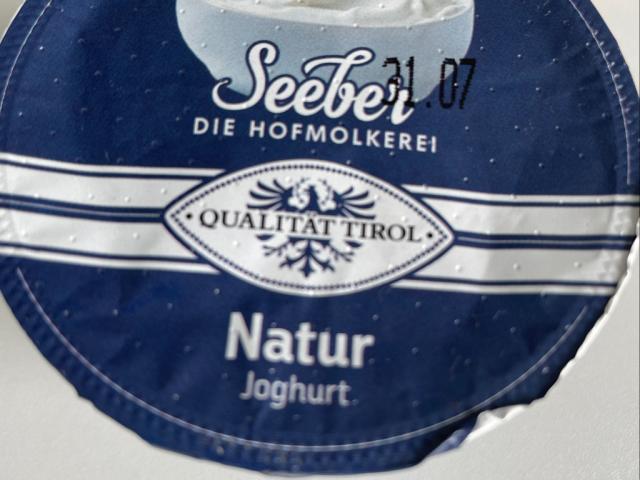 Seeber 31.07
DIE HOFMOLKEREI
· QUALITÄT TIROL ·
Natur
Joghurt